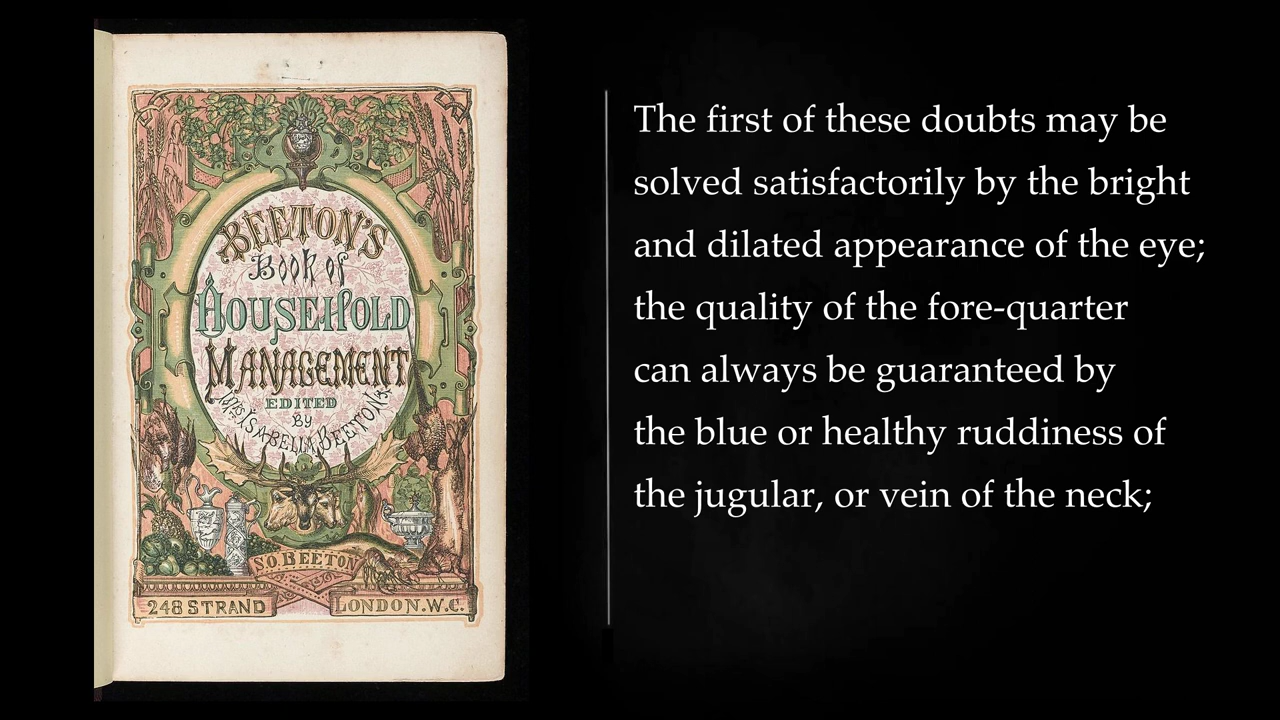 BEETON'S
Book of
HOUSEHOLD
MANAGEMENT
EDITED
BY
MRS ISABELLA BEETON
S.O. BEETON
248 STRAND
LONDON. W.C.
The first of these doubts may be
solved satisfactorily by the bright
and dilated appearance of the eye;
the quality of the fore-quarter
can always be guaranteed by
the blue or healthy ruddiness of
the jugular, or vein of the neck;